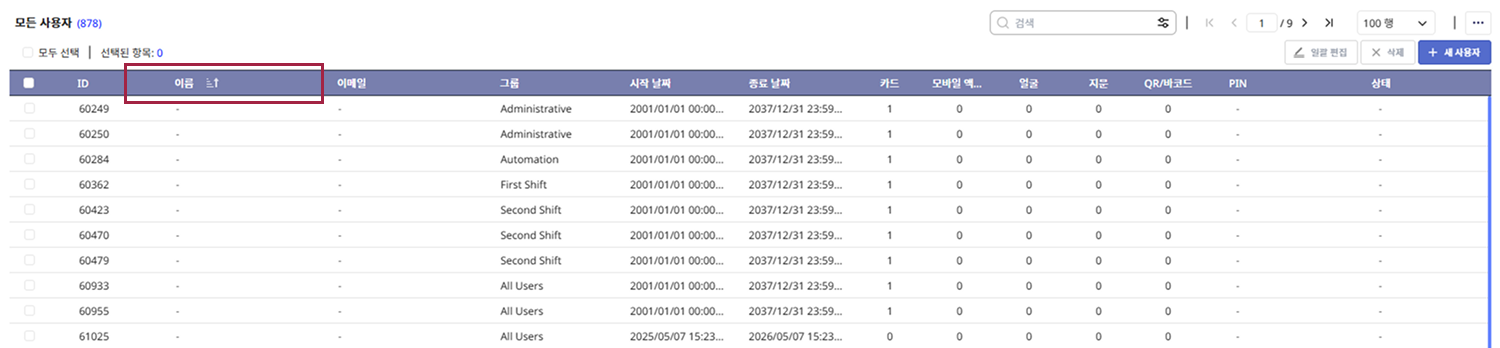 모든 사용자 (878) 검색 1 / 9 100 행 ...
모두 선택 선택된 항목: 0 일괄 편집 삭제 + 새 사용자
ID 이름 이메일 그룹 시작 날짜 종료 날짜 카드 모바일 액... 얼굴 지문 QR/바코드 PIN 상태
60249 - - Administrative 2001/01/01 00:00... 2037/12/31 23:59... 1 0 0 0 0 - -
60250 - - Administrative 2001/01/01 00:00... 2037/12/31 23:59... 1 0 0 0 0 - -
60284 - - Automation 2001/01/01 00:00... 2037/12/31 23:59... 1 0 0 0 0 - -
60362 - - First Shift 2001/01/01 00:00... 2037/12/31 23:59... 1 0 0 0 0 - -
60423 - - Second Shift 2001/01/01 00:00... 2037/12/31 23:59... 1 0 0 0 0 - -
60470 - - Second Shift 2001/01/01 00:00... 2037/12/31 23:59... 1 0 0 0 0 - -
60479 - - Second Shift 2001/01/01 00:00... 2037/12/31 23:59... 1 0 0 0 0 - -
60933 - - All Users 2001/01/01 00:00... 2037/12/31 23:59... 1 0 0 0 0 - -
60955 - - All Users 2001/01/01 00:00... 2037/12/31 23:59... 1 0 0 0 0 - -
61025 - - All Users 2025/05/07 15:23... 2026/05/07 15:23... 0 0 0 0 0 - -